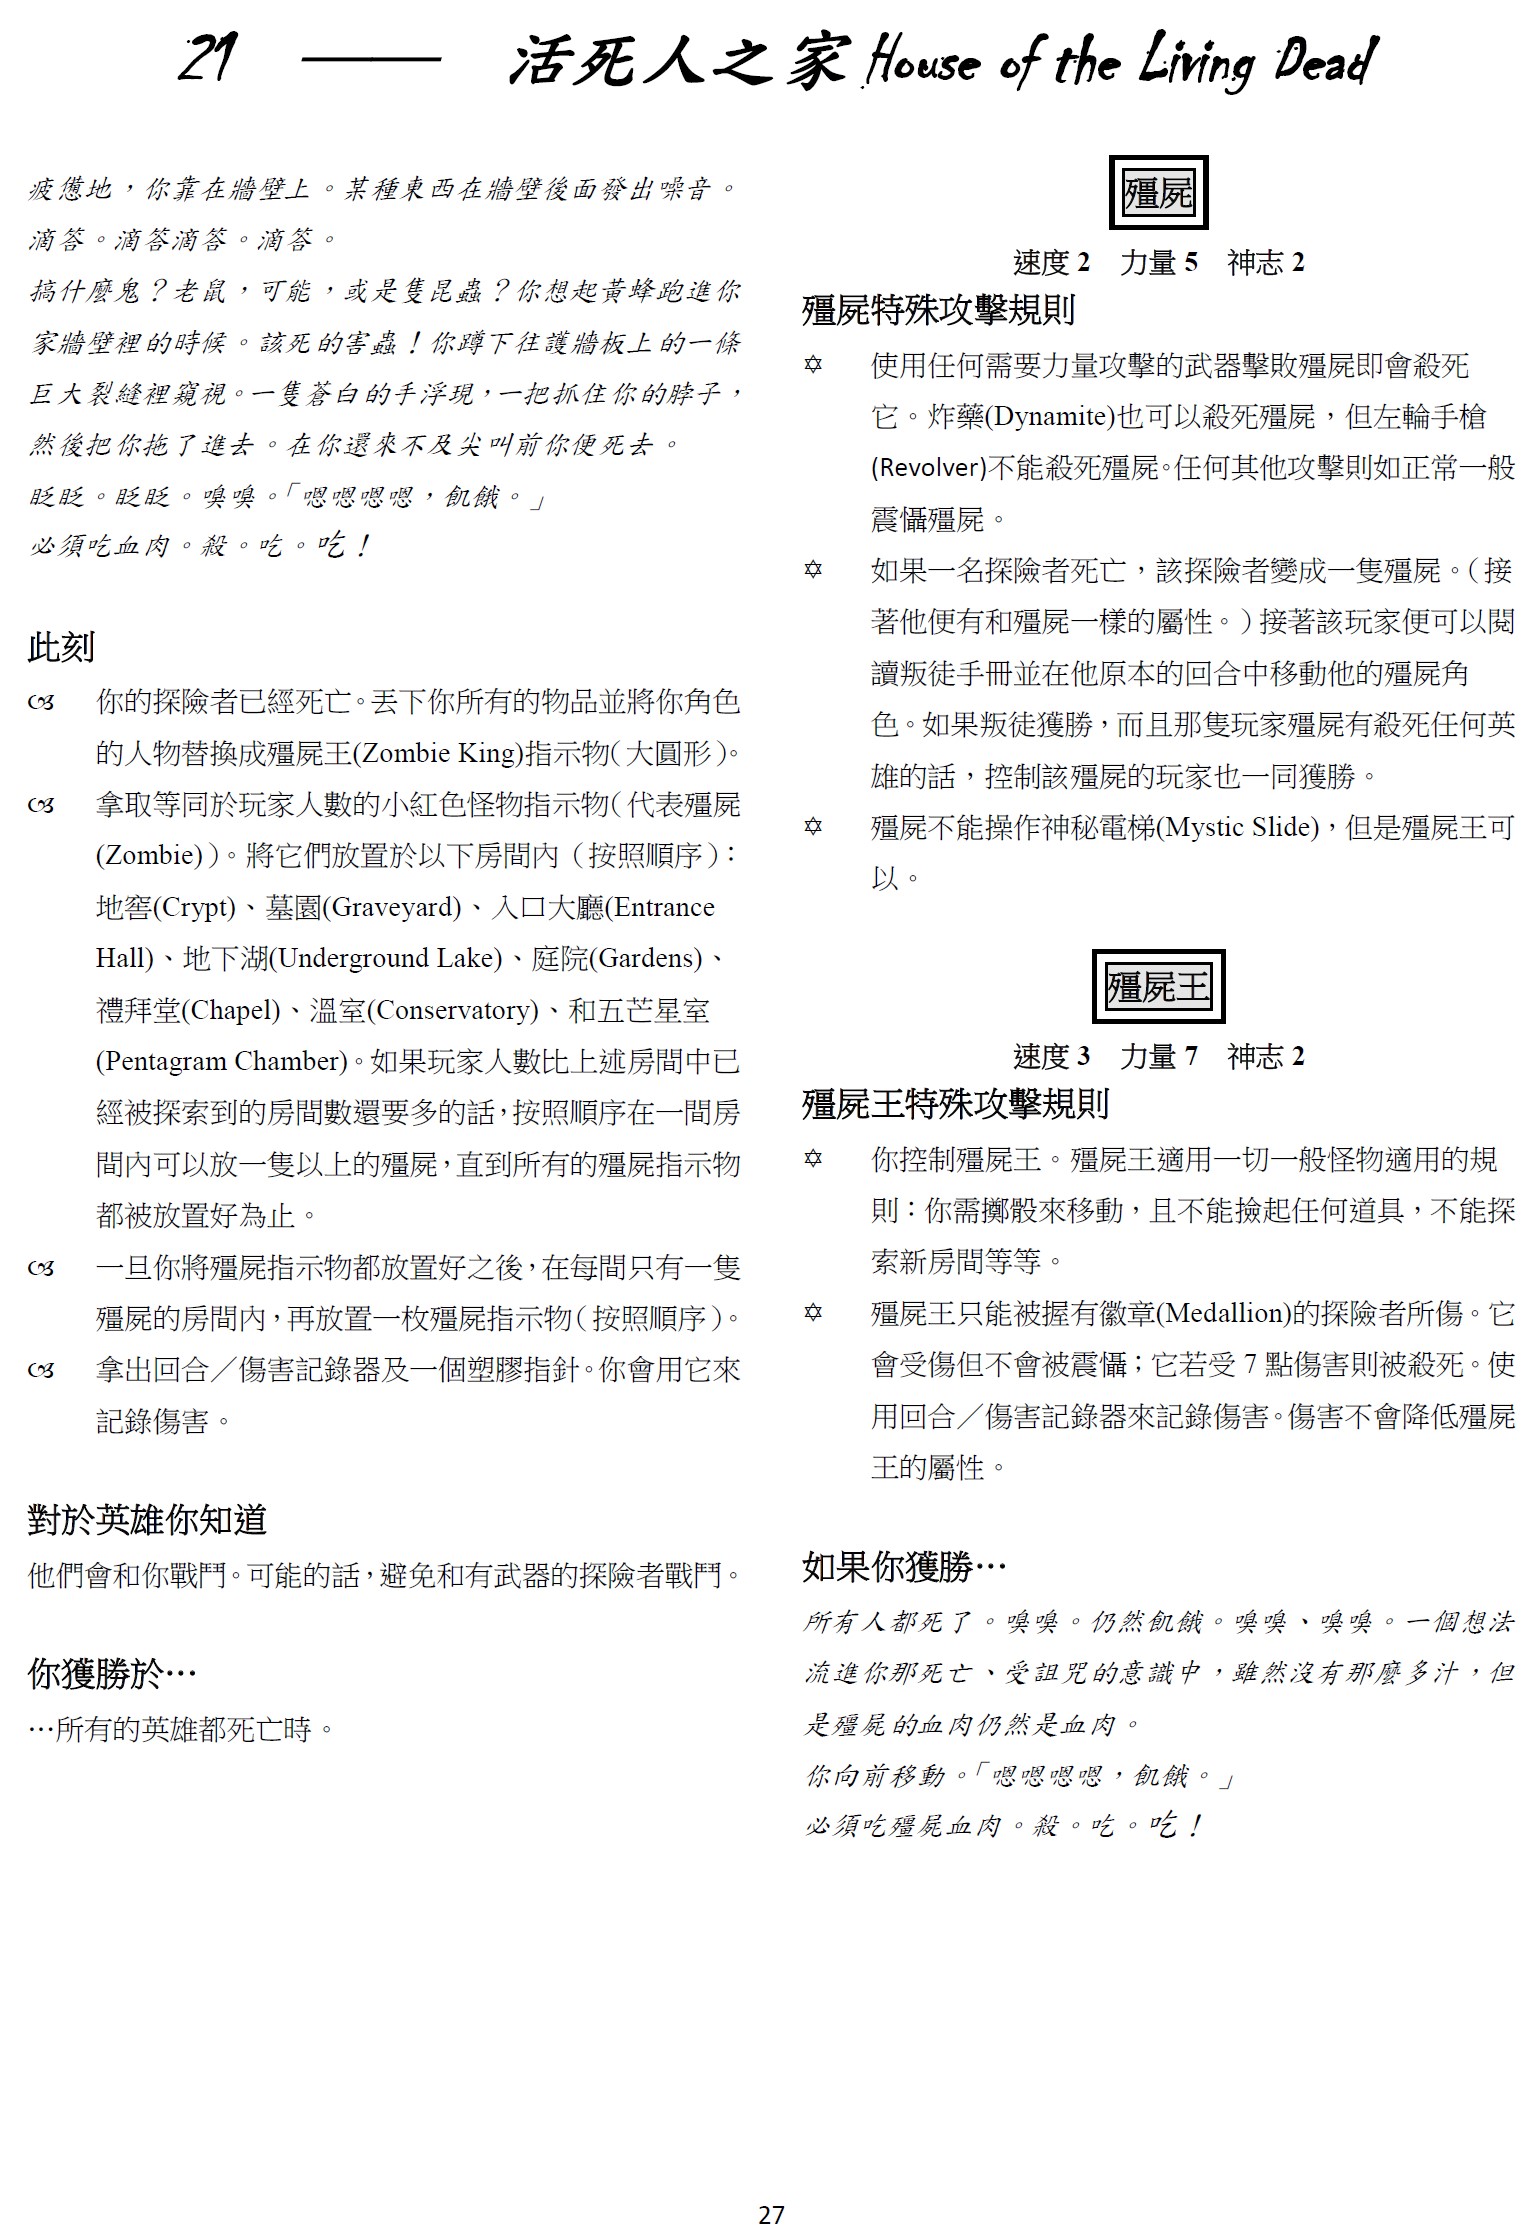 21 —— 活死人之家 House of the Living Dead
疲憊地，你靠在牆壁上。某種東西在牆壁後面發出噪音。
滴答。滴答滴答。滴答。
搞什麼鬼？老鼠，可能，或是隻昆蟲？你想起黃蜂跑進你
家牆壁裡的時候。該死的害蟲！你蹲下往護牆板上的一條
巨大裂縫裡窺視。一隻蒼白的手浮現，一把抓住你的脖子，
然後把你拖了進去。在你還來不及尖叫前你便死去。
眨眨。眨眨。嗅嗅。「嗯嗯嗯嗯，飢餓。」
必須吃血肉。殺。吃。吃！
此刻
你的探險者已經死亡。丟下你所有的物品並將你角色
的人物替換成殭屍王(Zombie King)指示物（大圓形）。
拿取等同於玩家人數的小紅色怪物指示物（代表殭屍
(Zombie)）。將它們放置於以下房間內（按照順序）：
地窖(Crypt)、墓園(Graveyard)、入口大廳(Entrance
Hall)、地下湖(Underground Lake)、庭院(Gardens)、
禮拜堂(Chapel)、溫室(Conservatory)、和五芒星室
(Pentagram Chamber)。如果玩家人數比上述房間中已
經被探索到的房間數還要多的話，按照順序在一間房
間內可以放一隻以上的殭屍，直到所有的殭屍指示物
都被放置好為止。
一旦你將殭屍指示物都放置好之後，在每間只有一隻
殭屍的房間內，再放置一枚殭屍指示物（按照順序）。
拿出回合／傷害記錄器及一個塑膠指針。你會用它來
記錄傷害。
對於英雄你知道
他們會和你戰鬥。可能的話，避免和有武器的探險者戰鬥。
你獲勝於…
…所有的英雄都死亡時。
殭屍
速度 2 力量 5 神志 2
殭屍特殊攻擊規則
✡ 使用任何需要力量攻擊的武器擊敗殭屍即會殺死
它。炸藥(Dynamite)也可以殺死殭屍，但左輪手槍
(Revolver)不能殺死殭屍。任何其他攻擊則如正常一般
震懾殭屍。
✡ 如果一名探險者死亡，該探險者變成一隻殭屍。（接
著他便有和殭屍一樣的屬性。）接著該玩家便可以閱
讀叛徒手冊並在他原本的回合中移動他的殭屍角
色。如果叛徒獲勝，而且那隻玩家殭屍有殺死任何英
雄的話，控制該殭屍的玩家也一同獲勝。
✡ 殭屍不能操作神秘電梯(Mystic Slide)，但是殭屍王可
以。
殭屍王
速度 3 力量 7 神志 2
殭屍王特殊攻擊規則
✡ 你控制殭屍王。殭屍王適用一切一般怪物適用的規
則：你需擲骰來移動，且不能撿起任何道具，不能探
索新房間等等。
✡ 殭屍王只能被握有徽章(Medallion)的探險者所傷。它
會受傷但不會被震懾；它若受 7 點傷害則被殺死。使
用回合／傷害記錄器來記錄傷害。傷害不會降低殭屍
王的屬性。
如果你獲勝…
所有人都死了。嗅嗅。仍然飢餓。嗅嗅、嗅嗅。一個想法
流進你那死亡、受詛咒的意識中，雖然沒有那麼多汁，但
是殭屍的血肉仍然是血肉。
你向前移動。「嗯嗯嗯嗯，飢餓。」
必須吃殭屍血肉。殺。吃。吃！
27